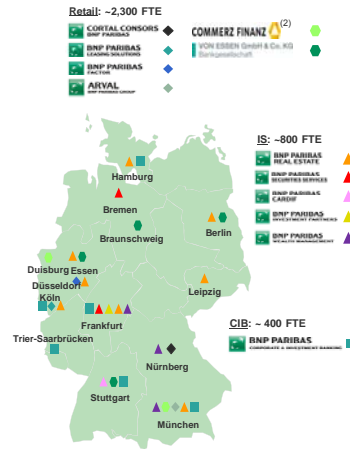 Retail: ~2,300 FTE
CORTAL CONSORS
BNP PARIBAS
COMMERZ FINANZ (2)
BNP PARIBAS
LEASING SOLUTIONS
VON ESSEN GmbH & Co. KG
Bankgesellschaft
BNP PARIBAS
FACTOR
ARVAL
BNP PARIBAS GROUP
IS: ~800 FTE
BNP PARIBAS
REAL ESTATE
BNP PARIBAS
SECURITIES SERVICES
BNP PARIBAS
CARDIF
BNP PARIBAS
INVESTMENT PARTNERS
BNP PARIBAS
WEALTH MANAGEMENT
CIB: ~ 400 FTE
BNP PARIBAS
CORPORATE & INVESTMENT BANKING
Hamburg
Bremen
Braunschweig
Berlin
Duisburg
Essen
Düsseldorf
Köln
Leipzig
Frankfurt
Trier-Saarbrücken
Nürnberg
Stuttgart
München